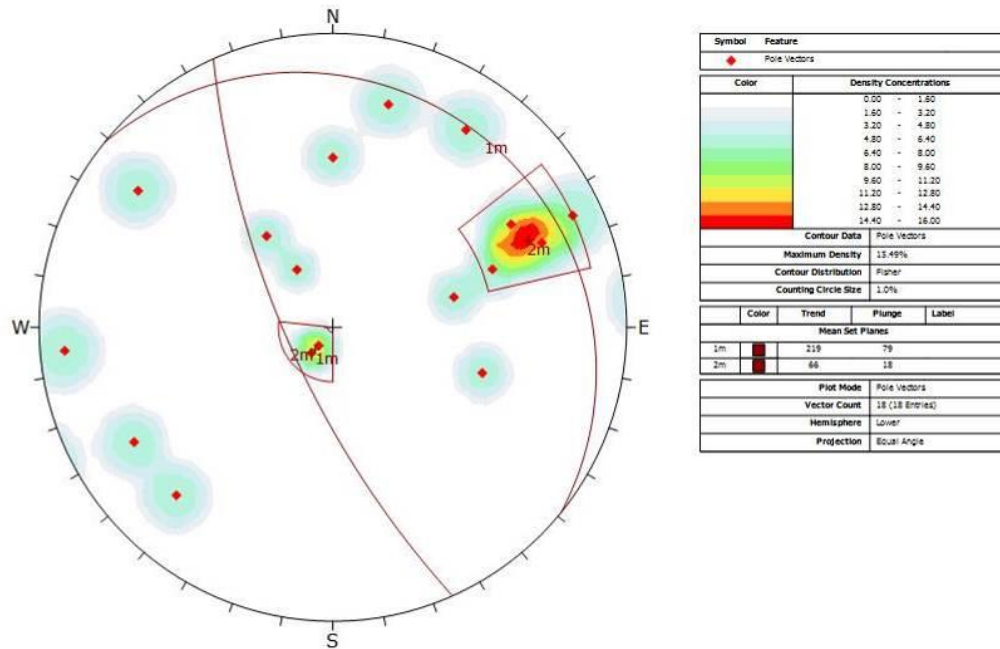 N
W
E
S
1m
2m
2m
1m
Symbol Feature
Pole Vectors
Color Density Concentrations
0.00 - 1.60
1.60 - 3.20
3.20 - 4.80
4.80 - 6.40
6.40 - 8.00
8.00 - 9.60
9.60 - 11.20
11.20 - 12.80
12.80 - 14.40
14.40 - 16.00
Contour Data Pole Vectors
Maximum Density 15.49%
Contour Distribution Fisher
Counting Circle Size 1.0%
Color Trend Plunge Label
Mean Set Planes
1m 219 79
2m 66 18
Plot Mode Pole Vectors
Vector Count 18 (18 Entries)
Hemisphere Lower
Projection Equal Angle